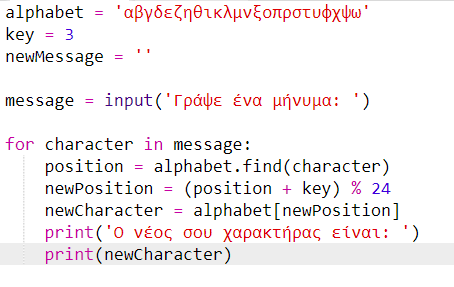 alphabet = 'αβγδεζηθικλμνξοπρστυφχψω'
key = 3
newMessage = ''
message = input('Γράψε ένα μήνυμα: ')
for character in message:
position = alphabet.find(character)
newPosition = (position + key) % 24
newCharacter = alphabet[newPosition]
print('Ο νέος σου χαρακτήρας είναι: ')
print(newCharacter)